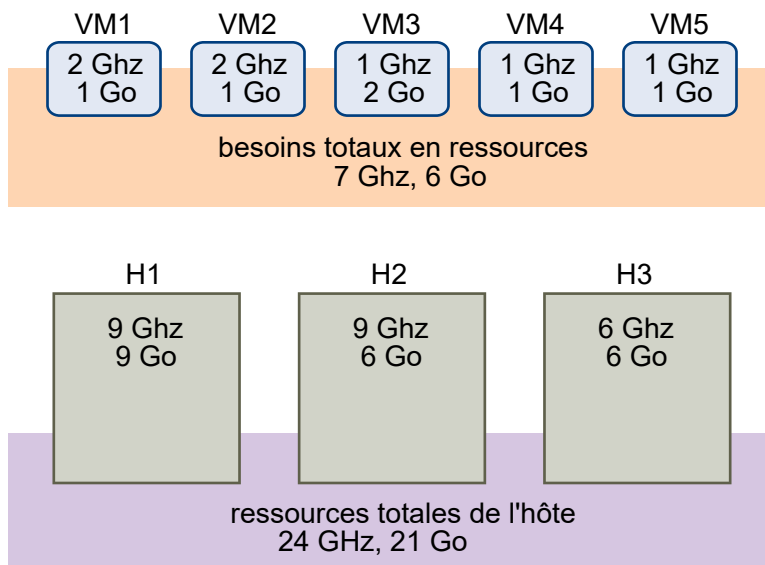 VM1 VM2 VM3 VM4 VM5
2 Ghz 2 Ghz 1 Ghz 1 Ghz 1 Ghz
1 Go 1 Go 2 Go 1 Go 1 Go
besoins totaux en ressources
7 Ghz, 6 Go
H1 H2 H3
9 Ghz 9 Ghz 6 Ghz
9 Go 6 Go 6 Go
ressources totales de l'hôte
24 GHz, 21 Go